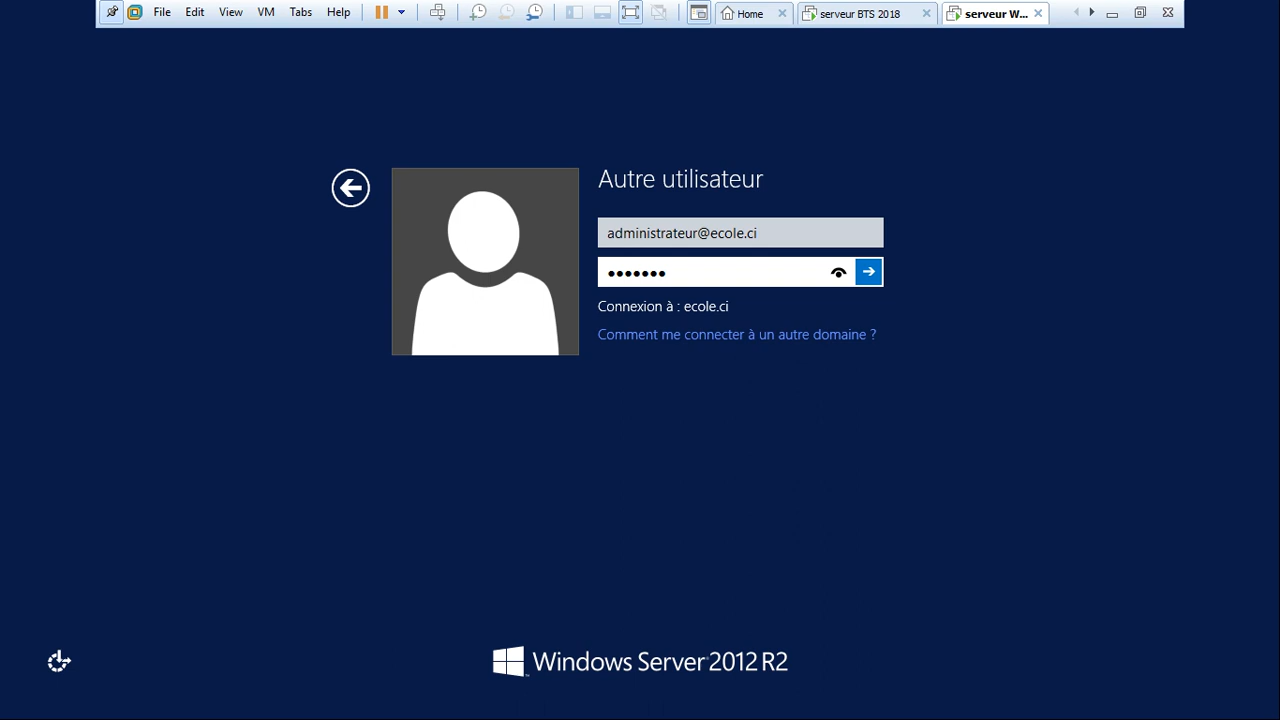 File Edit View VM Tabs Help Home serveur BTS 2018 serveur W...
Autre utilisateur
administrateur@ecole.ci
●●●●●●●
Connexion à : ecole.ci
Comment me connecter à un autre domaine ?
Windows Server 2012 R2